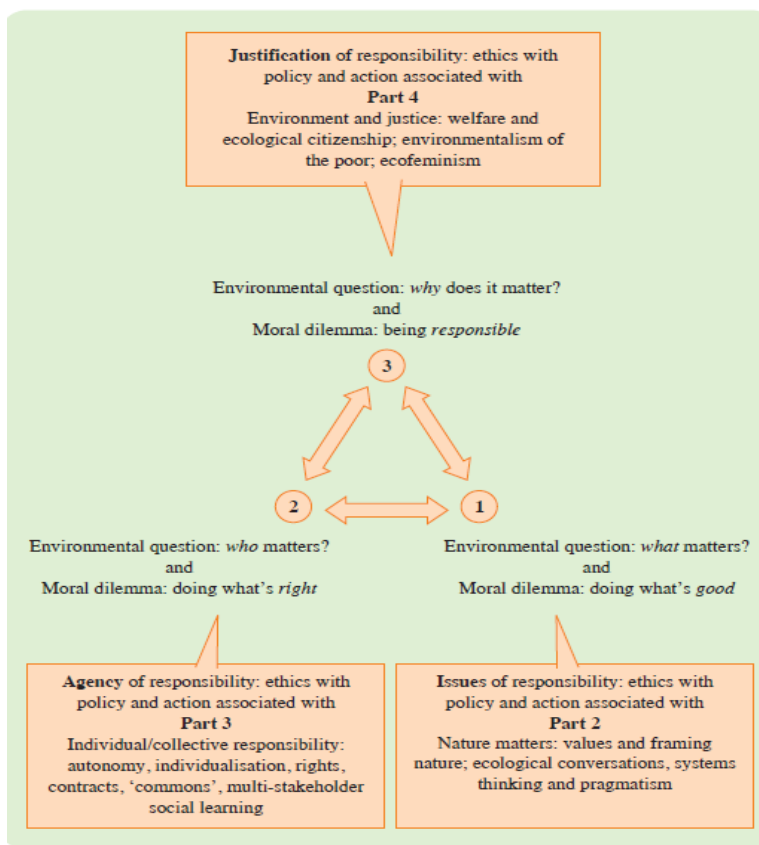 Justification of responsibility: ethics with
policy and action associated with
Part 4
Environment and justice: welfare and
ecological citizenship; environmentalism of
the poor; ecofeminism
Environmental question: why does it matter?
and
Moral dilemma: being responsible
3
2
1
Environmental question: who matters?
and
Moral dilemma: doing what's right
Environmental question: what matters?
and
Moral dilemma: doing what's good
Agency of responsibility: ethics with
policy and action associated with
Part 3
Individual/collective responsibility:
autonomy, individualisation, rights,
contracts, 'commons', multi-stakeholder
social learning
Issues of responsibility: ethics with
policy and action associated with
Part 2
Nature matters: values and framing
nature; ecological conversations, systems
thinking and pragmatism